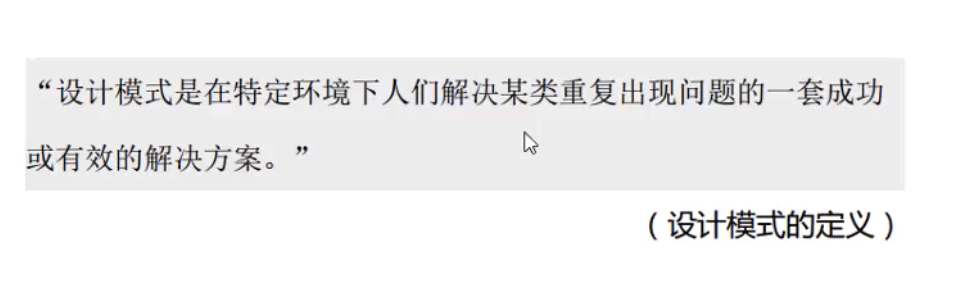 “设计模式是在特定环境下人们解决某类重复出现问题的一套成功
或有效的解决方案。”
（设计模式的定义）